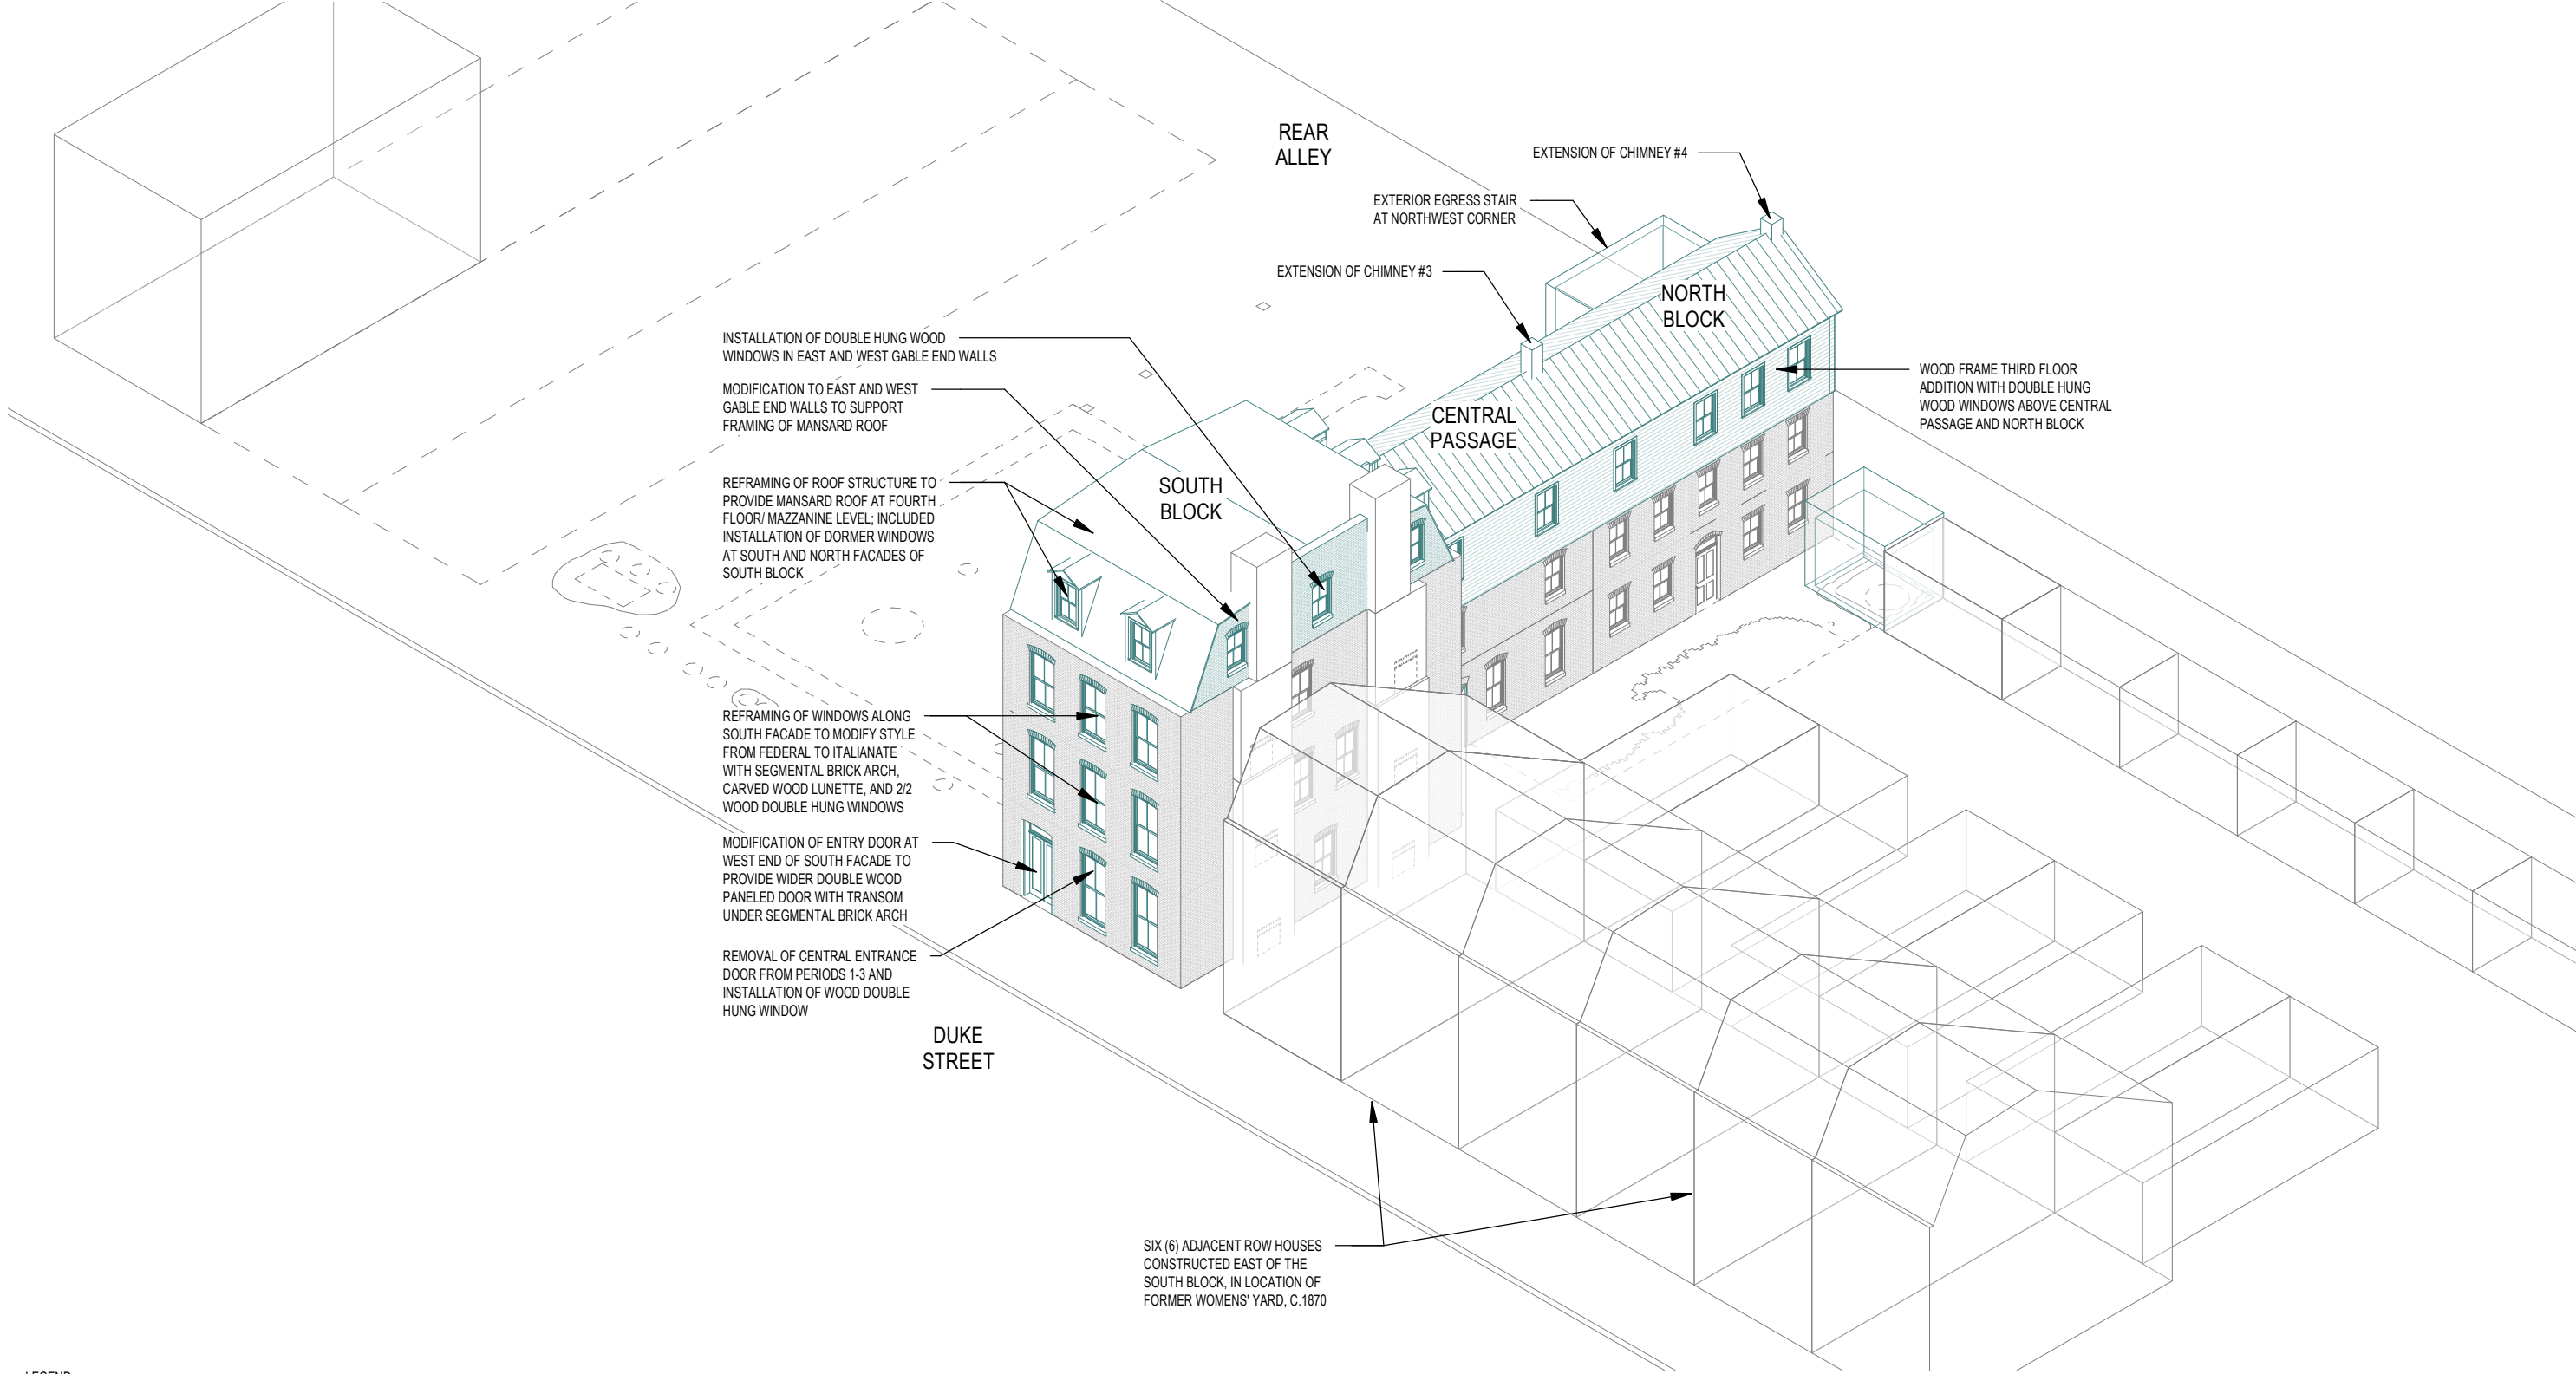 REAR
ALLEY
EXTENSION OF CHIMNEY #4
EXTERIOR EGRESS STAIR
AT NORTHWEST CORNER
EXTENSION OF CHIMNEY #3
NORTH
BLOCK
INSTALLATION OF DOUBLE HUNG WOOD
WINDOWS IN EAST AND WEST GABLE END WALLS
MODIFICATION TO EAST AND WEST
GABLE END WALLS TO SUPPORT
FRAMING OF MANSARD ROOF
WOOD FRAME THIRD FLOOR
ADDITION WITH DOUBLE HUNG
WOOD WINDOWS ABOVE CENTRAL
PASSAGE AND NORTH BLOCK
CENTRAL
PASSAGE
REFRAMING OF ROOF STRUCTURE TO
PROVIDE MANSARD ROOF AT FOURTH
FLOOR/ MAZZANINE LEVEL; INCLUDED
INSTALLATION OF DORMER WINDOWS
AT SOUTH AND NORTH FACADES OF
SOUTH BLOCK
SOUTH
BLOCK
REFRAMING OF WINDOWS ALONG
SOUTH FACADE TO MODIFY STYLE
FROM FEDERAL TO ITALIANATE
WITH SEGMENTAL BRICK ARCH,
CARVED WOOD LUNETTE, AND 2/2
WOOD DOUBLE HUNG WINDOWS
MODIFICATION OF ENTRY DOOR AT
WEST END OF SOUTH FACADE TO
PROVIDE WIDER DOUBLE WOOD
PANELED DOOR WITH TRANSOM
UNDER SEGMENTAL BRICK ARCH
REMOVAL OF CENTRAL ENTRANCE
DOOR FROM PERIODS 1-3 AND
INSTALLATION OF WOOD DOUBLE
HUNG WINDOW
DUKE
STREET
SIX (6) ADJACENT ROW HOUSES
CONSTRUCTED EAST OF THE
SOUTH BLOCK, IN LOCATION OF
FORMER WOMENS' YARD, C.1870
LEGEND